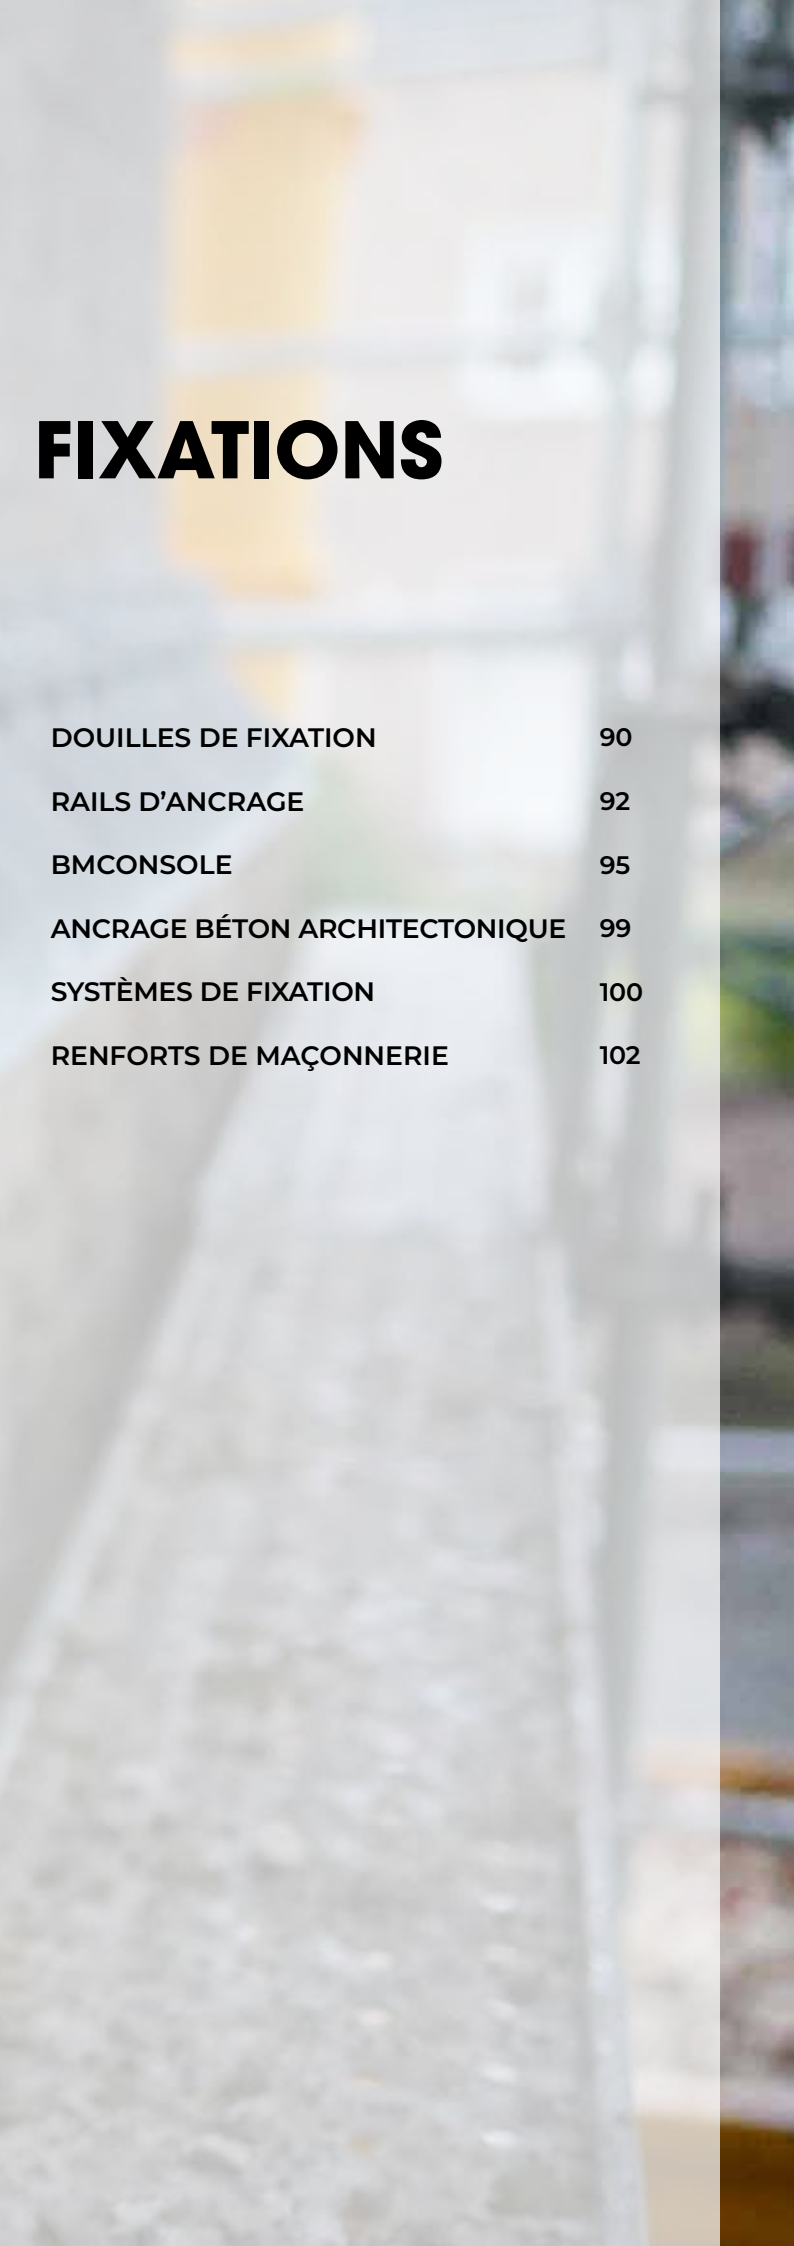 FIXATIONS
DOUILLES DE FIXATION 90
RAILS D’ANCRAGE 92
BMCONSOLE 95
ANCRAGE BÉTON ARCHITECTONIQUE 99
SYSTÈMES DE FIXATION 100
RENFORTS DE MAÇONNERIE 102